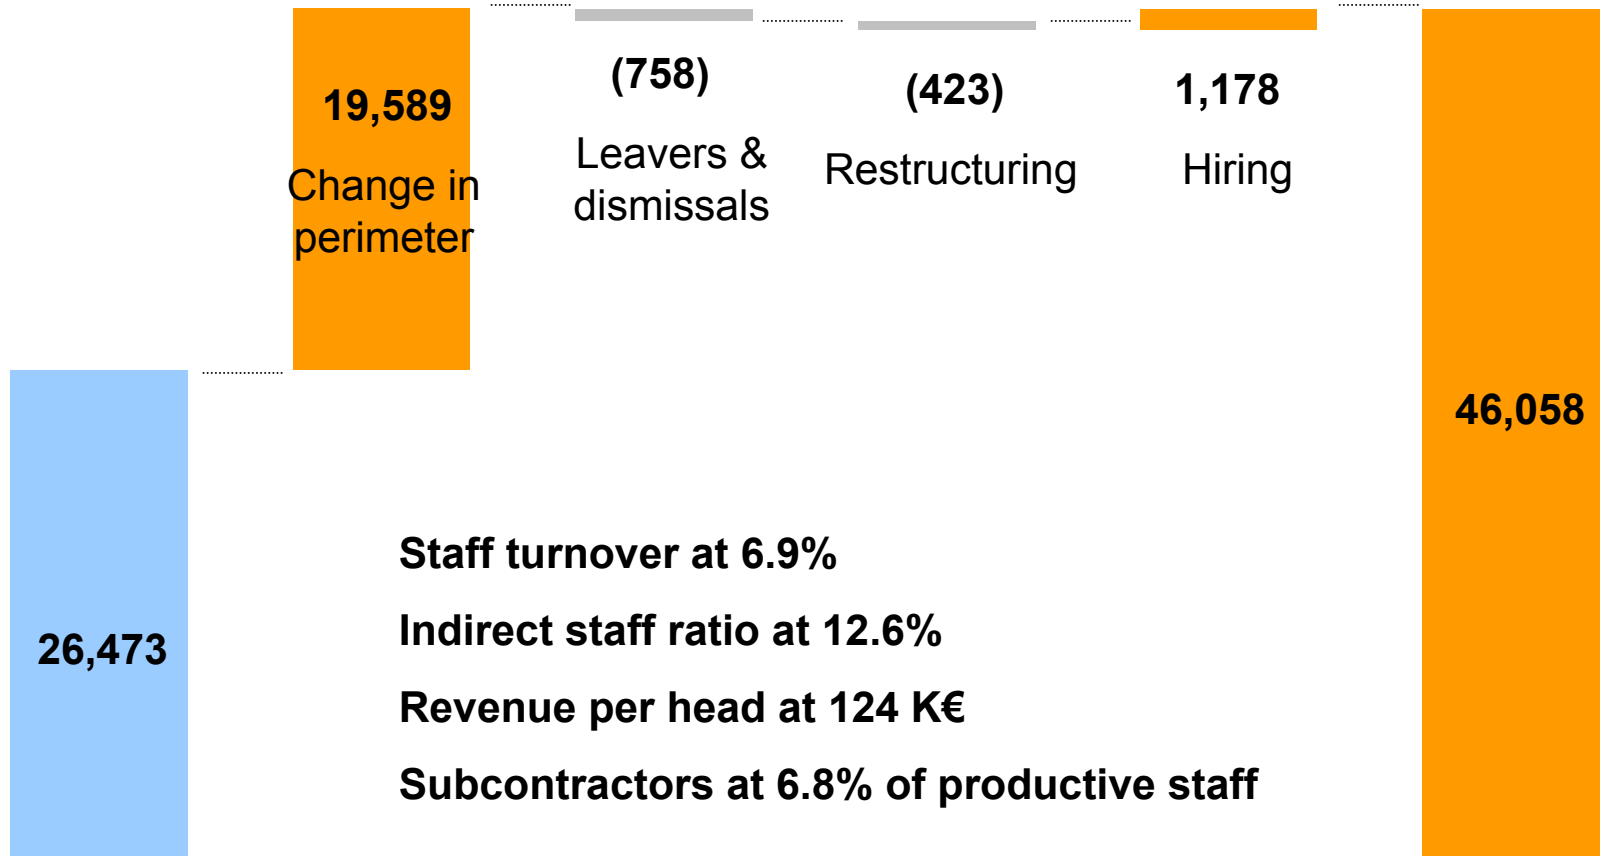 19,589
Change in
perimeter
(758)
Leavers &
dismissals
(423)
Restructuring
1,178
Hiring
46,058
26,473
Staff turnover at 6.9%
Indirect staff ratio at 12.6%
Revenue per head at 124 K€
Subcontractors at 6.8% of productive staff